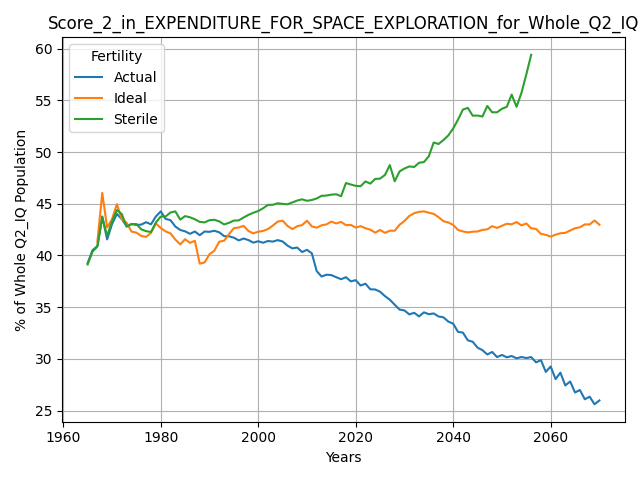 Score_2_in_EXPENDITURE_FOR_SPACE_EXPLORATION_for_Whole_Q2_IQ
Fertility
Actual
Ideal
Sterile
% of Whole Q2_IQ Population
60
55
50
45
40
35
30
25
1960 1980 2000 2020 2040 2060
Years